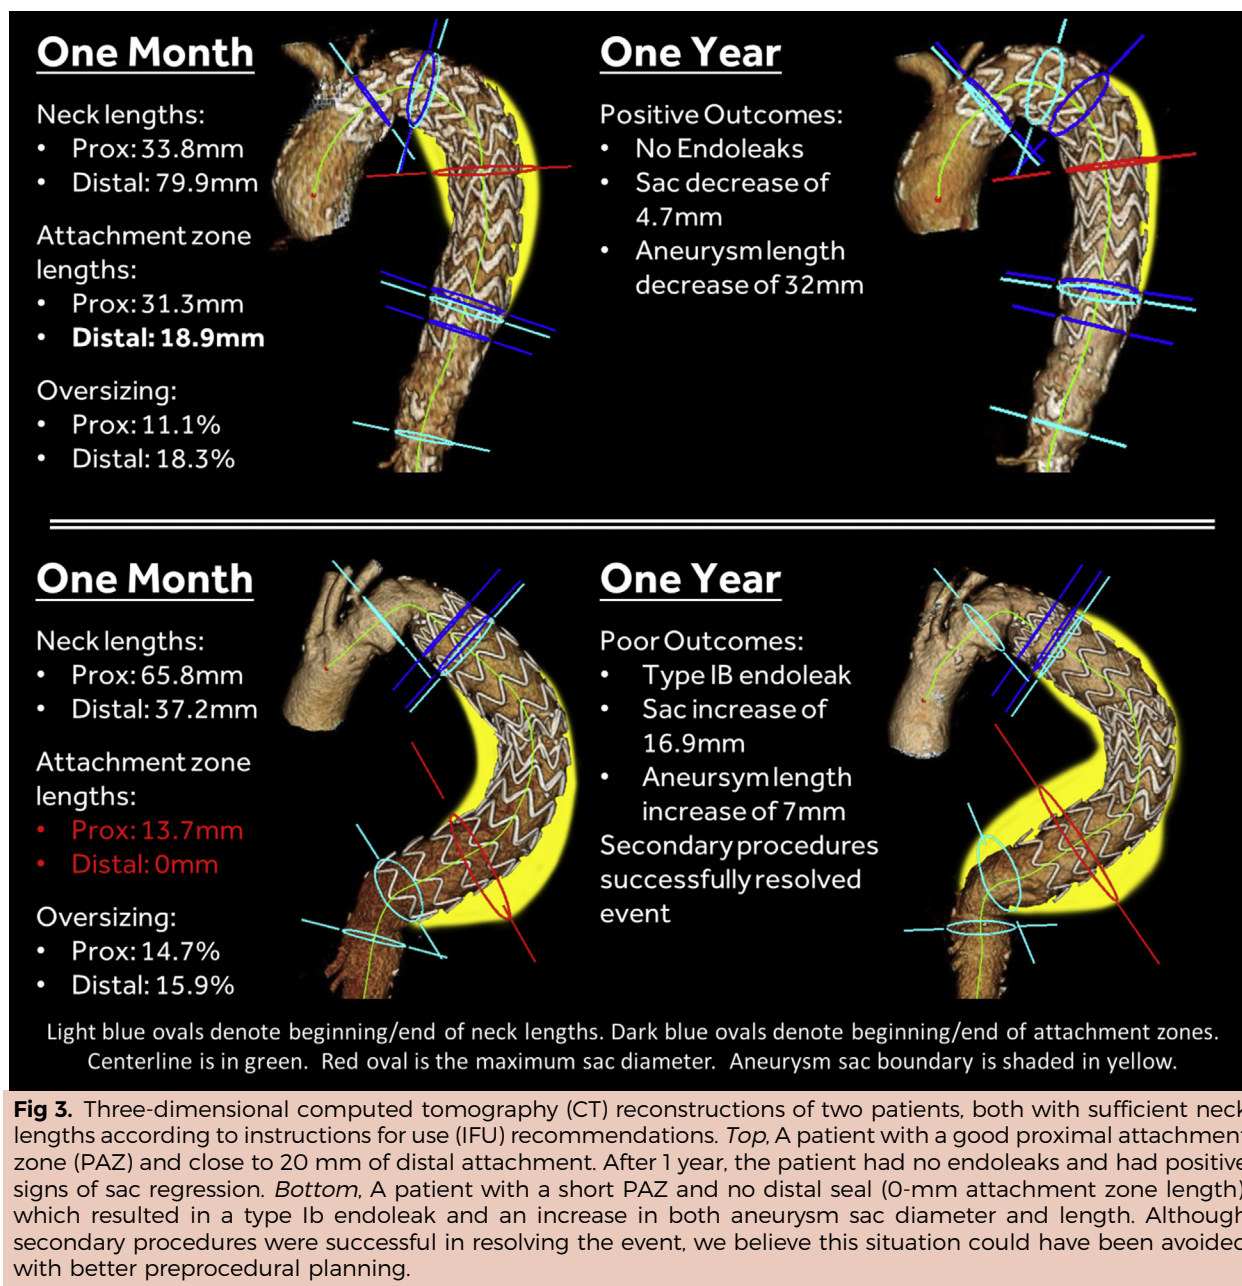 One Month
Neck lengths:
• Prox: 33.8mm
• Distal: 79.9mm
Attachment zone
lengths:
• Prox: 31.3mm
• Distal: 18.9mm
Oversizing:
• Prox: 11.1%
• Distal: 18.3%
One Year
Positive Outcomes:
• No Endoleaks
• Sac decrease of
4.7mm
• Aneurysm length
decrease of 32mm
One Month
Neck lengths:
• Prox: 65.8mm
• Distal: 37.2mm
Attachment zone
lengths:
• Prox: 13.7mm
• Distal: 0mm
Oversizing:
• Prox: 14.7%
• Distal: 15.9%
One Year
Poor Outcomes:
• Type IB endoleak
• Sac increase of
16.9mm
• Aneursym length
increase of 7mm
Secondary procedures
successfully resolved
event
Light blue ovals denote beginning/end of neck lengths. Dark blue ovals denote beginning/end of attachment zones.
Centerline is in green. Red oval is the maximum sac diameter. Aneurysm sac boundary is shaded in yellow.
Fig 3. Three-dimensional computed tomography (CT) reconstructions of two patients, both with sufficient neck
lengths according to instructions for use (IFU) recommendations. Top, A patient with a good proximal attachmen
zone (PAZ) and close to 20 mm of distal attachment. After 1 year, the patient had no endoleaks and had positive
signs of sac regression. Bottom, A patient with a short PAZ and no distal seal (0-mm attachment zone length)
which resulted in a type Ib endoleak and an increase in both aneurysm sac diameter and length. Although
secondary procedures were successful in resolving the event, we believe this situation could have been avoided
with better preprocedural planning.